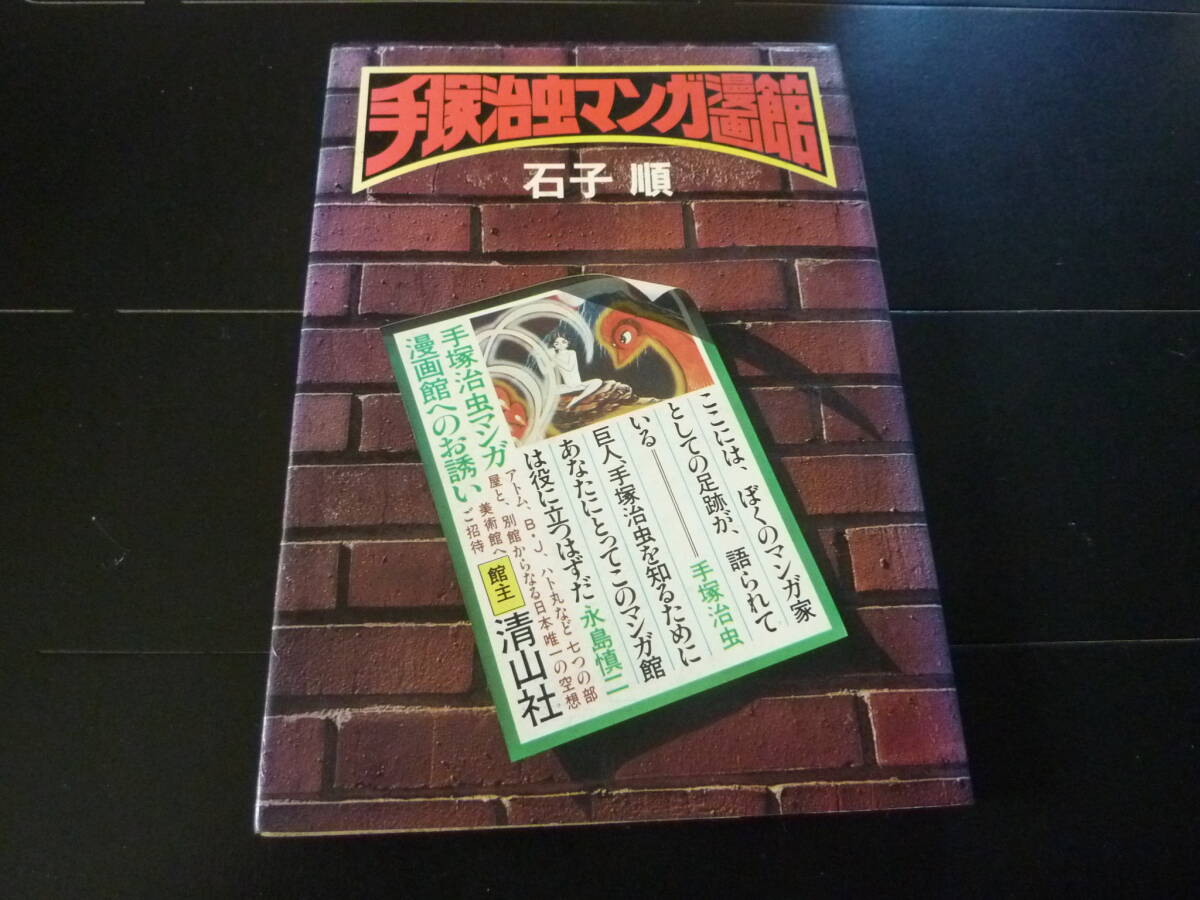 手塚治虫マンガ漫画館
石子 順
ここには、ぼくのマンガ家
としての足跡が、語られて
いる――手塚治虫
巨人、手塚治虫を知るために
あなたにとってこのマンガ館
は役に立つはずだ 永島慎二
手塚治虫マンガ
漫画館へのお誘い
アトム、B・J、ハト丸など 七つの部
屋と、別館からなる日本唯一の空想
美術館へ
ご招待
館主 清山社